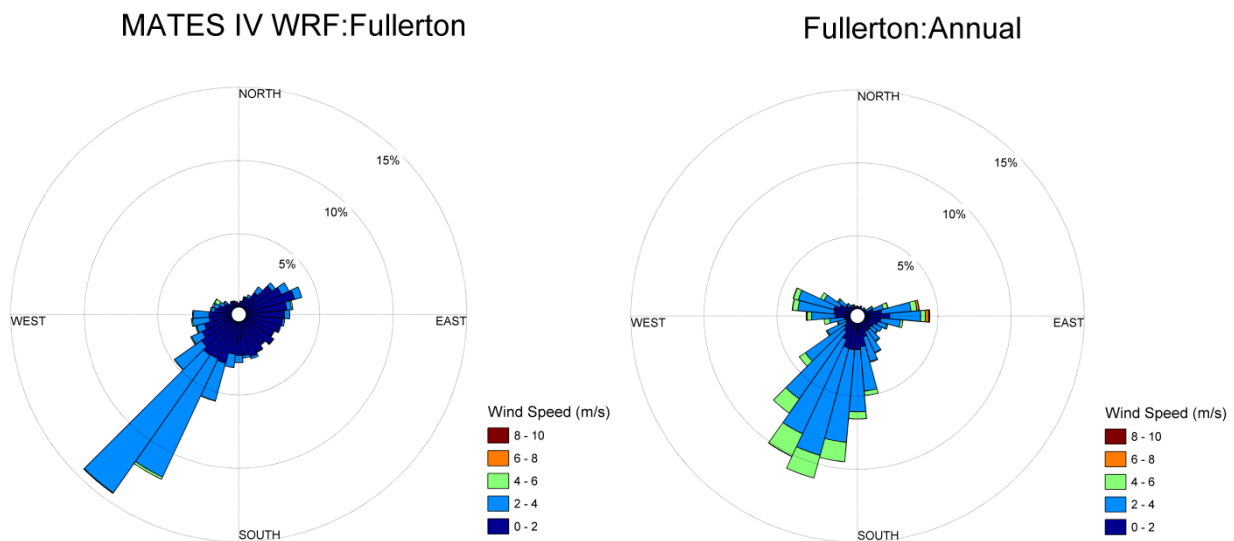 MATES IV WRF:Fullerton
NORTH
15%
10%
5%
WEST
EAST
SOUTH
Wind Speed (m/s)
8 - 10
6 - 8
4 - 6
2 - 4
0 - 2
Fullerton:Annual
NORTH
15%
10%
5%
WEST
EAST
SOUTH
Wind Speed (m/s)
8 - 10
6 - 8
4 - 6
2 - 4
0 - 2